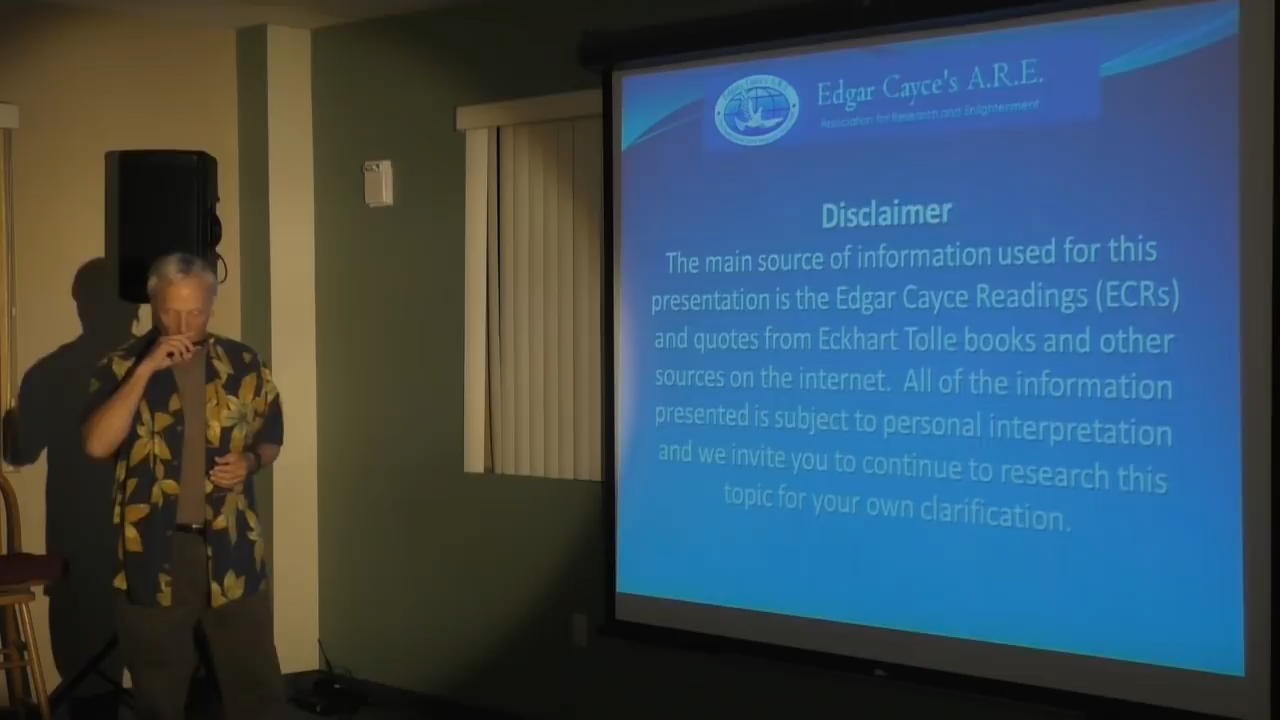 Edgar Cayce's A.R.E.
Association for Research and Enlightenment
Disclaimer
The main source of information used for this
presentation is the Edgar Cayce Readings (ECRs)
and quotes from Eckhart Tolle books and other
sources on the internet. All of the information
presented is subject to personal interpretation
and we invite you to continue to research this
topic for your own clarification.